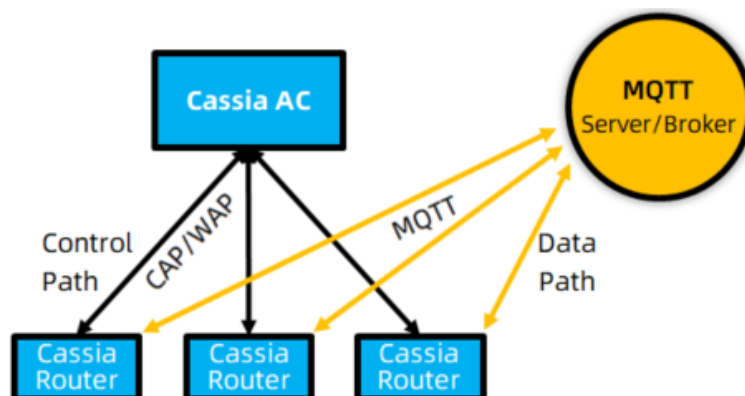 Cassia AC
MQTT
Server/Broker
Control
Path
CAP/WAP
MQTT
Data
Path
Cassia
Router
Cassia
Router
Cassia
Router